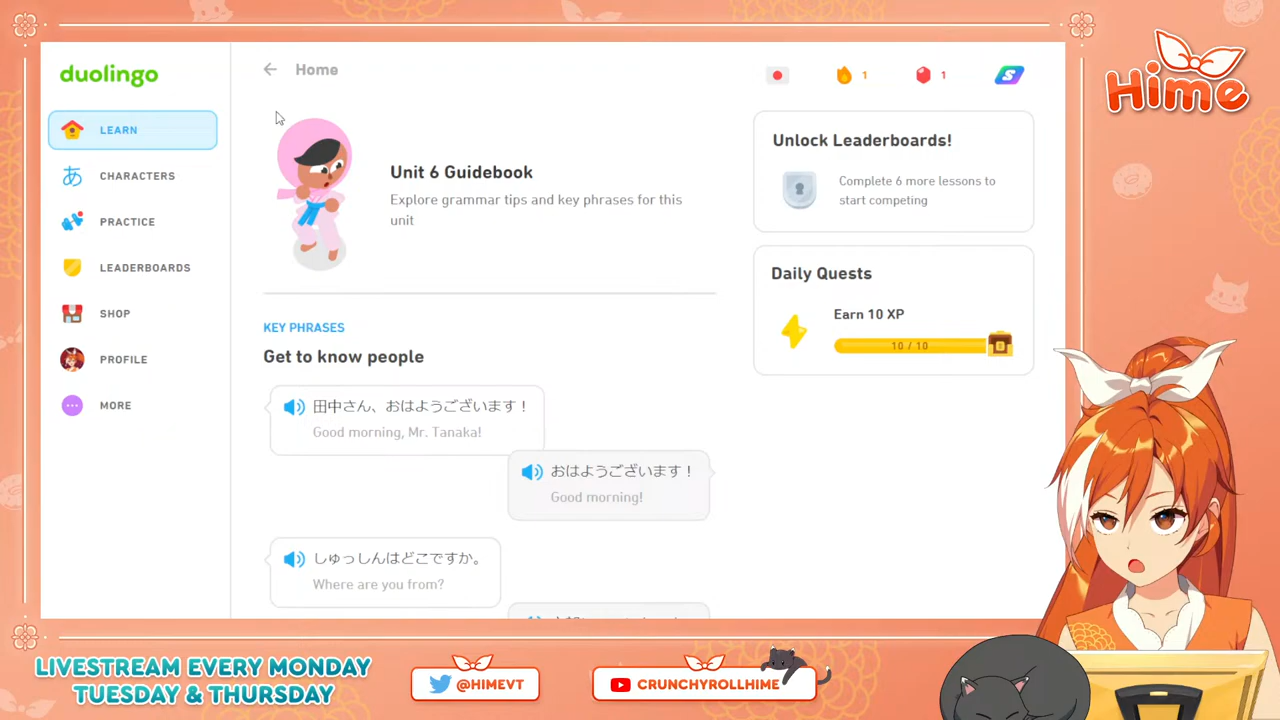 duolingo
LEARN
あ CHARACTERS
PRACTICE
LEADERBOARDS
SHOP
PROFILE
MORE
Home
1
1
S
Unit 6 Guidebook
Explore grammar tips and key phrases for this
unit
KEY PHRASES
Get to know people
田中さん、おはようございます！
Good morning, Mr. Tanaka!
おはようございます！
Good morning!
しゅっしんはどこですか。
Where are you from?
Unlock Leaderboards!
Complete 6 more lessons to
start competing
Daily Quests
Earn 10 XP
10 / 10
Hime
LIVESTREAM EVERY MONDAY
TUESDAY & THURSDAY
@HIMEVT
CRUNCHYROLLHIME